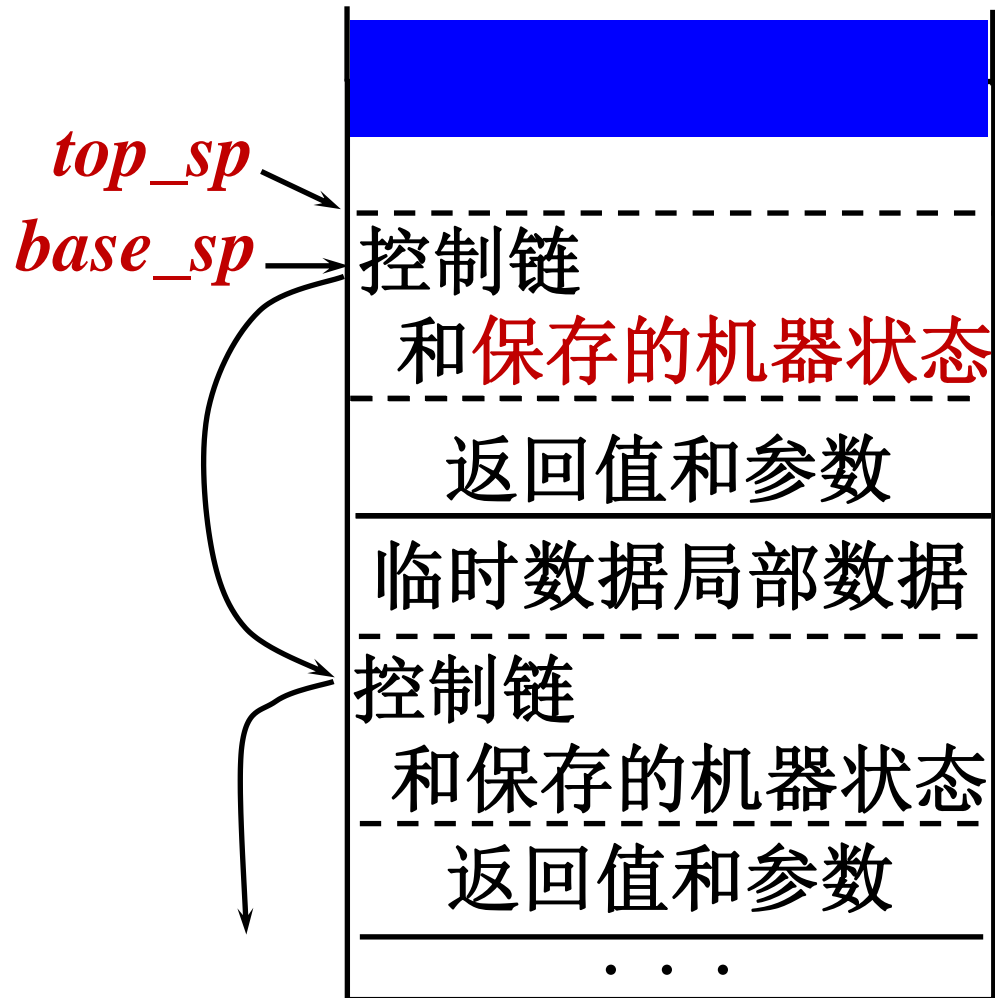 top_sp
base_sp
控制链
和保存的机器状态
返回值和参数
临时数据局部数据
控制链
和保存的机器状态
返回值和参数
. . .